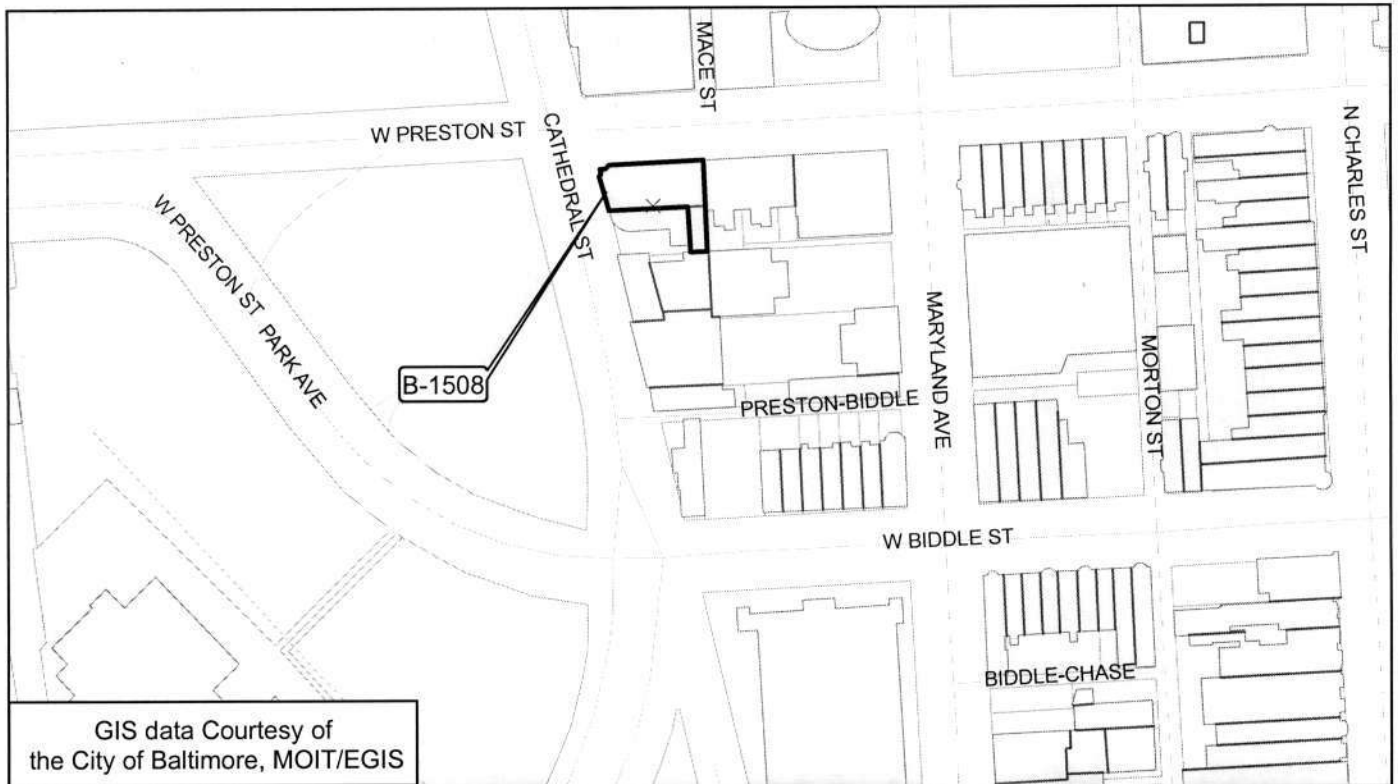 MACE ST
W PRESTON ST
CATHEDRAL ST
N CHARLES ST
W PRESTON ST PARK AVE
B-1508
MARYLAND AVE
MORTON ST
PRESTON-BIDDLE
W BIDDLE ST
BIDDLE-CHASE
GIS data Courtesy of
the City of Baltimore, MOIT/EGIS